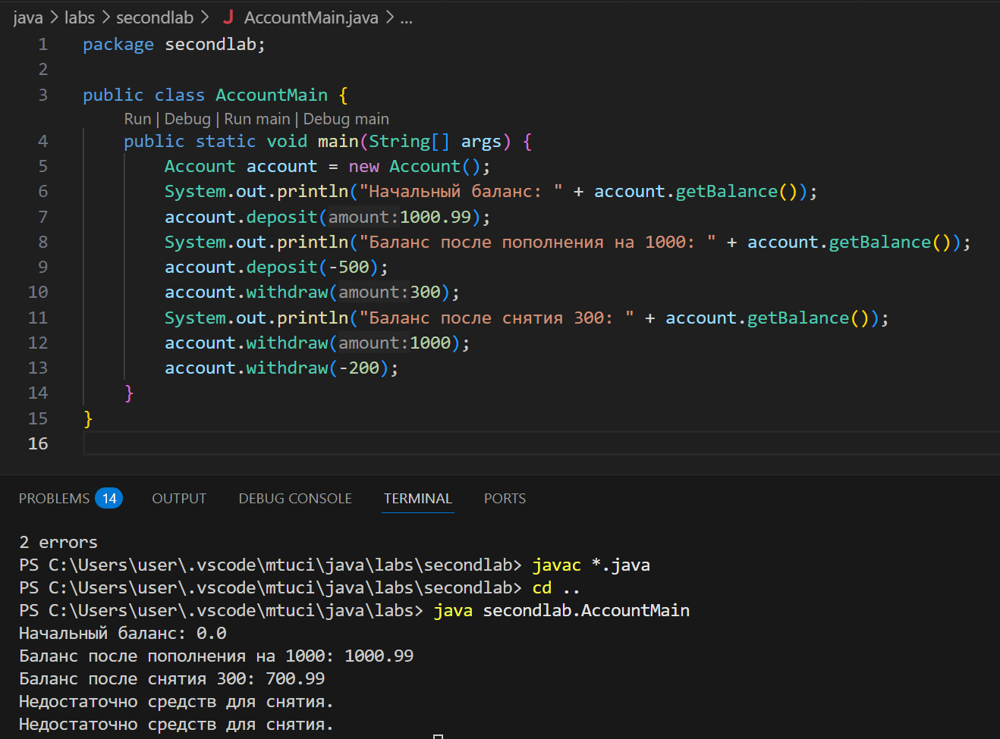 java > labs > secondlab > J AccountMain.java > ...
1 package secondlab;
2
3 public class AccountMain {
Run | Debug | Run main | Debug main
4 public static void main(String[] args) {
5 Account account = new Account();
6 System.out.println("Начальный баланс: " + account.getBalance());
7 account.deposit(amount:1000.99);
8 System.out.println("Баланс после пополнения на 1000: " + account.getBalance());
9 account.deposit(-500);
10 account.withdraw(amount:300);
11 System.out.println("Баланс после снятия 300: " + account.getBalance());
12 account.withdraw(amount:1000);
13 account.withdraw(-200);
14 }
15 }
16
PROBLEMS 14 OUTPUT DEBUG CONSOLE TERMINAL PORTS
2 errors
PS C:\Users\user\.vscode\mtuci\java\labs\secondlab> javac *.java
PS C:\Users\user\.vscode\mtuci\java\labs\secondlab> cd ..
PS C:\Users\user\.vscode\mtuci\java\labs> java secondlab.AccountMain
Начальный баланс: 0.0
Баланс после пополнения на 1000: 1000.99
Баланс после снятия 300: 700.99
Недостаточно средств для снятия.
Недостаточно средств для снятия.